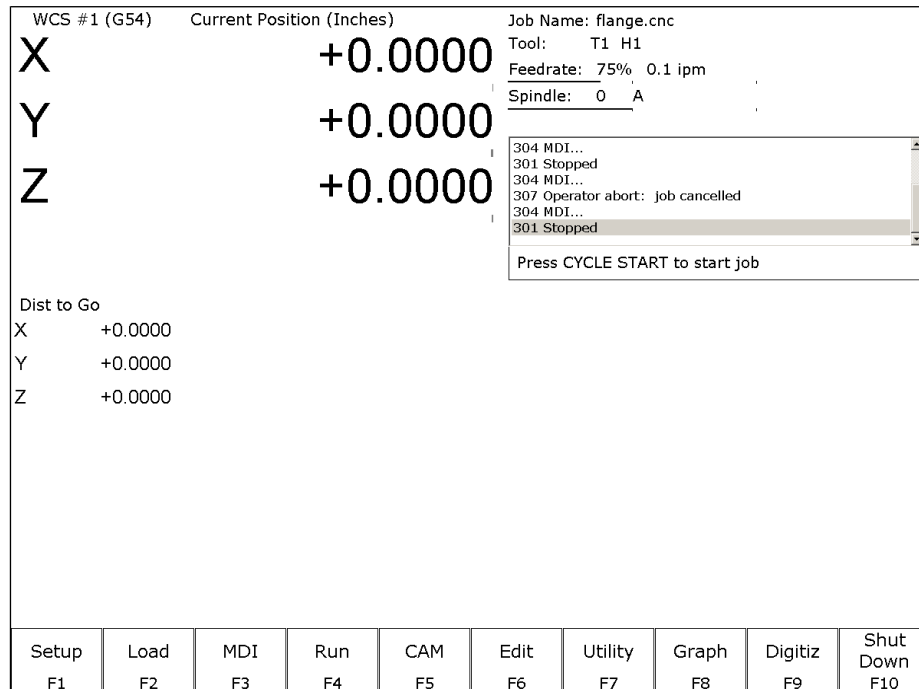 WCS #1 (G54) Current Position (Inches)
X +0.0000
Y +0.0000
Z +0.0000
Job Name: flange.cnc
Tool: T1 H1
Feedrate: 75% 0.1 ipm
Spindle: 0 A
304 MDI...
301 Stopped
304 MDI...
307 Operator abort: job cancelled
304 MDI...
301 Stopped
Press CYCLE START to start job
Dist to Go
X +0.0000
Y +0.0000
Z +0.0000
Setup Load MDI Run CAM Edit Utility Graph Digitiz Shut Down
F1 F2 F3 F4 F5 F6 F7 F8 F9 F10